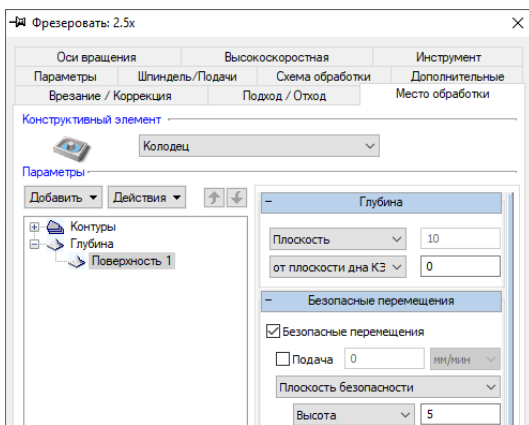 Фрезеровать: 2.5x
Оси вращения Высокоскоростная Инструмент
Параметры Шпиндель/Подачи Схема обработки Дополнительные
Врезание / Коррекция Подход / Отход Место обработки
Конструктивный элемент
Колодец
Параметры
Добавить Действия
Контуры
Глубина
Поверхность 1
Глубина
Плоскость 10
от плоскости дна КЭ 0
Безопасные перемещения
Безопасные перемещения
Подача 0 мм/мин
Плоскость безопасности
Высота 5